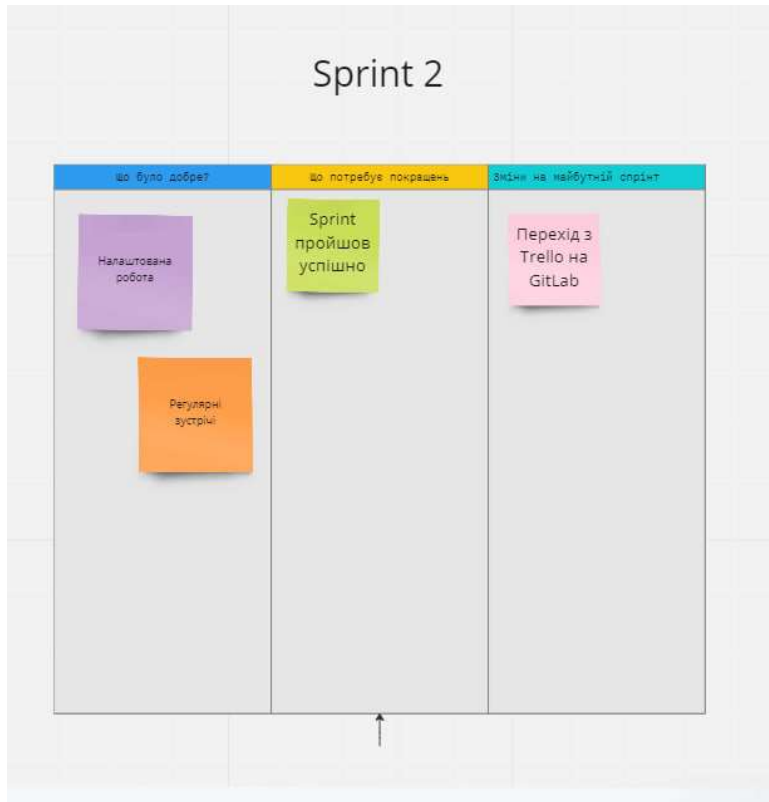 Sprint 2
Що було добре?
Що потребує покращень
Зміни на майбутній спрінт
Налаштована
робота
Регулярні
зустрічі
Sprint
пройшов
успішно
Перехід з
Trello на
GitLab